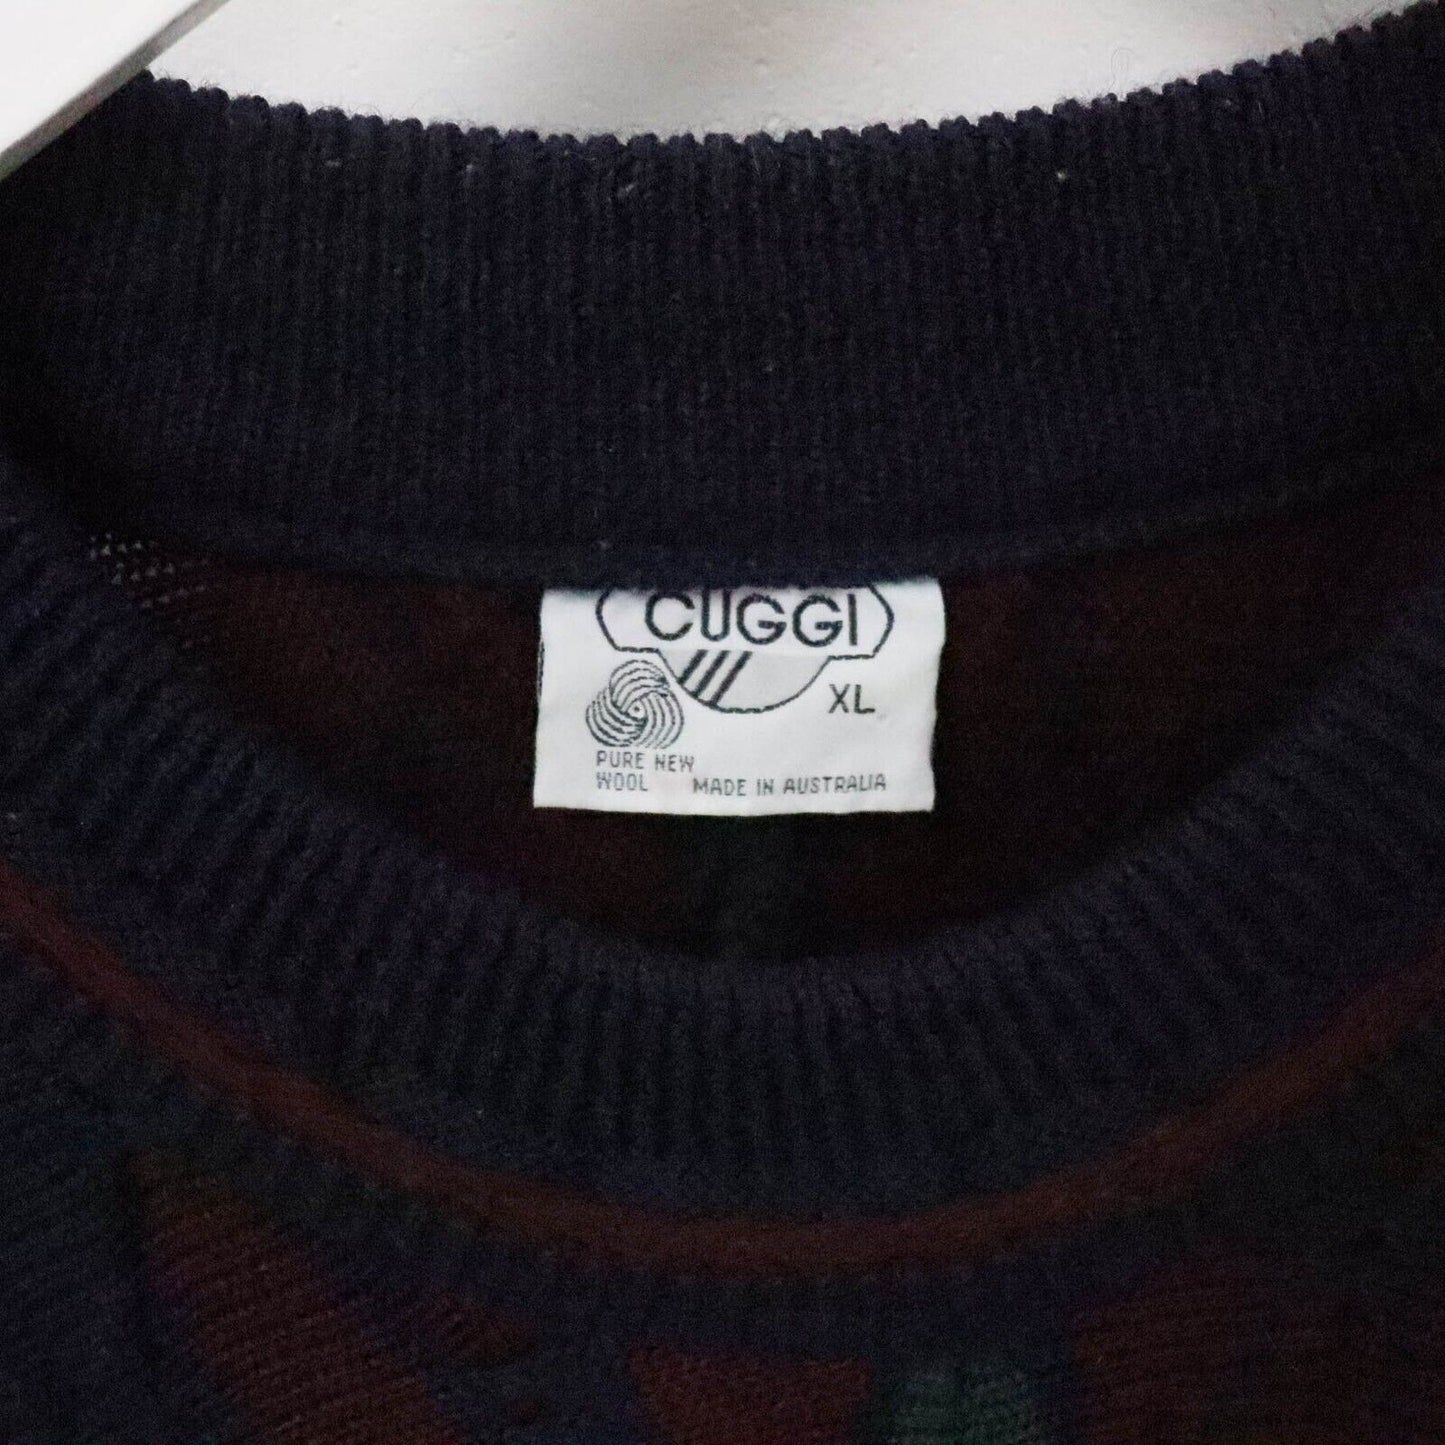 CUGGI
XL
PURE NEW
WOOL MADE IN AUSTRALIA